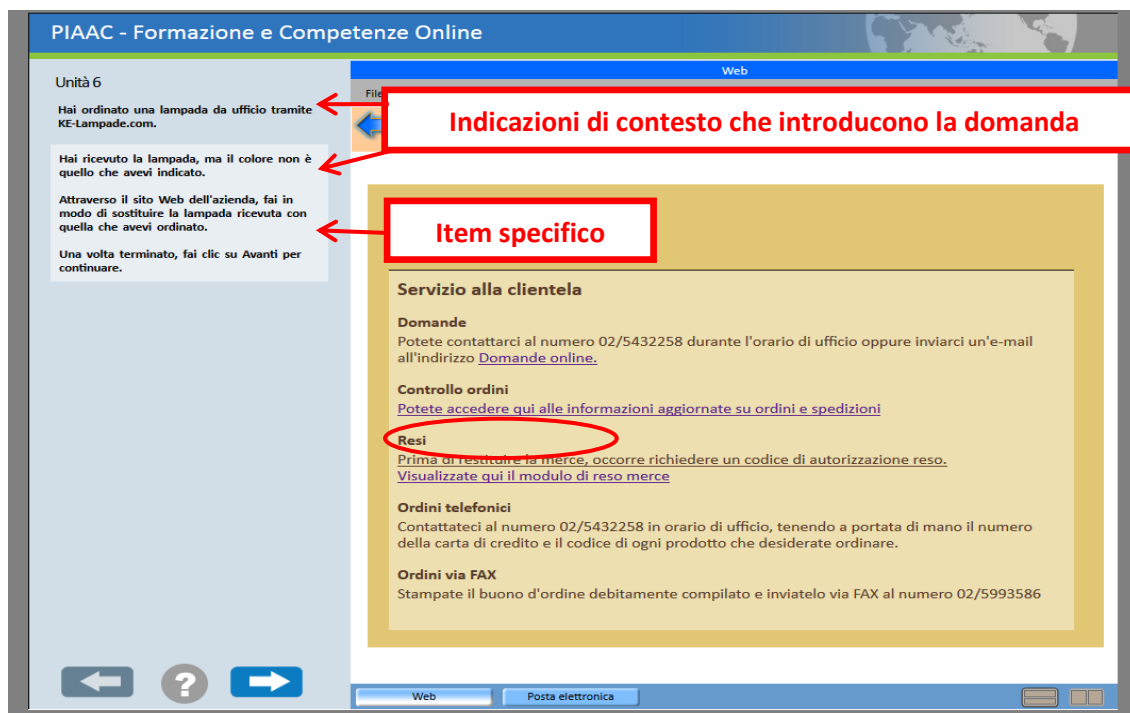 PIAAC - Formazione e Competenze Online
Unità 6
Hai ordinato una lampada da ufficio tramite
KE-Lampade.com.
Hai ricevuto la lampada, ma il colore non è
quello che avevi indicato.
Attraverso il sito Web dell'azienda, fai in
modo di sostituire la lampada ricevuta con
quella che avevi ordinato.
Una volta terminato, fai clic su Avanti per
continuare.
Web
File
Indicazioni di contesto che introducono la domanda
Item specifico
Servizio alla clientela
Domande
Potete contattarci al numero 02/5432258 durante l'orario di ufficio oppure inviarci un'e-mail
all'indirizzo Domande online.
Controllo ordini
Potete accedere qui alle informazioni aggiornate su ordini e spedizioni
Resi
Prima di restituire la merce, occorre richiedere un codice di autorizzazione reso.
Visualizzate qui il modulo di reso merce
Ordini telefonici
Contattateci al numero 02/5432258 in orario di ufficio, tenendo a portata di mano il numero
della carta di credito e il codice di ogni prodotto che desiderate ordinare.
Ordini via FAX
Stampate il buono d'ordine debitamente compilato e inviatelo via FAX al numero 02/5993586
?
Web
Posta elettronica